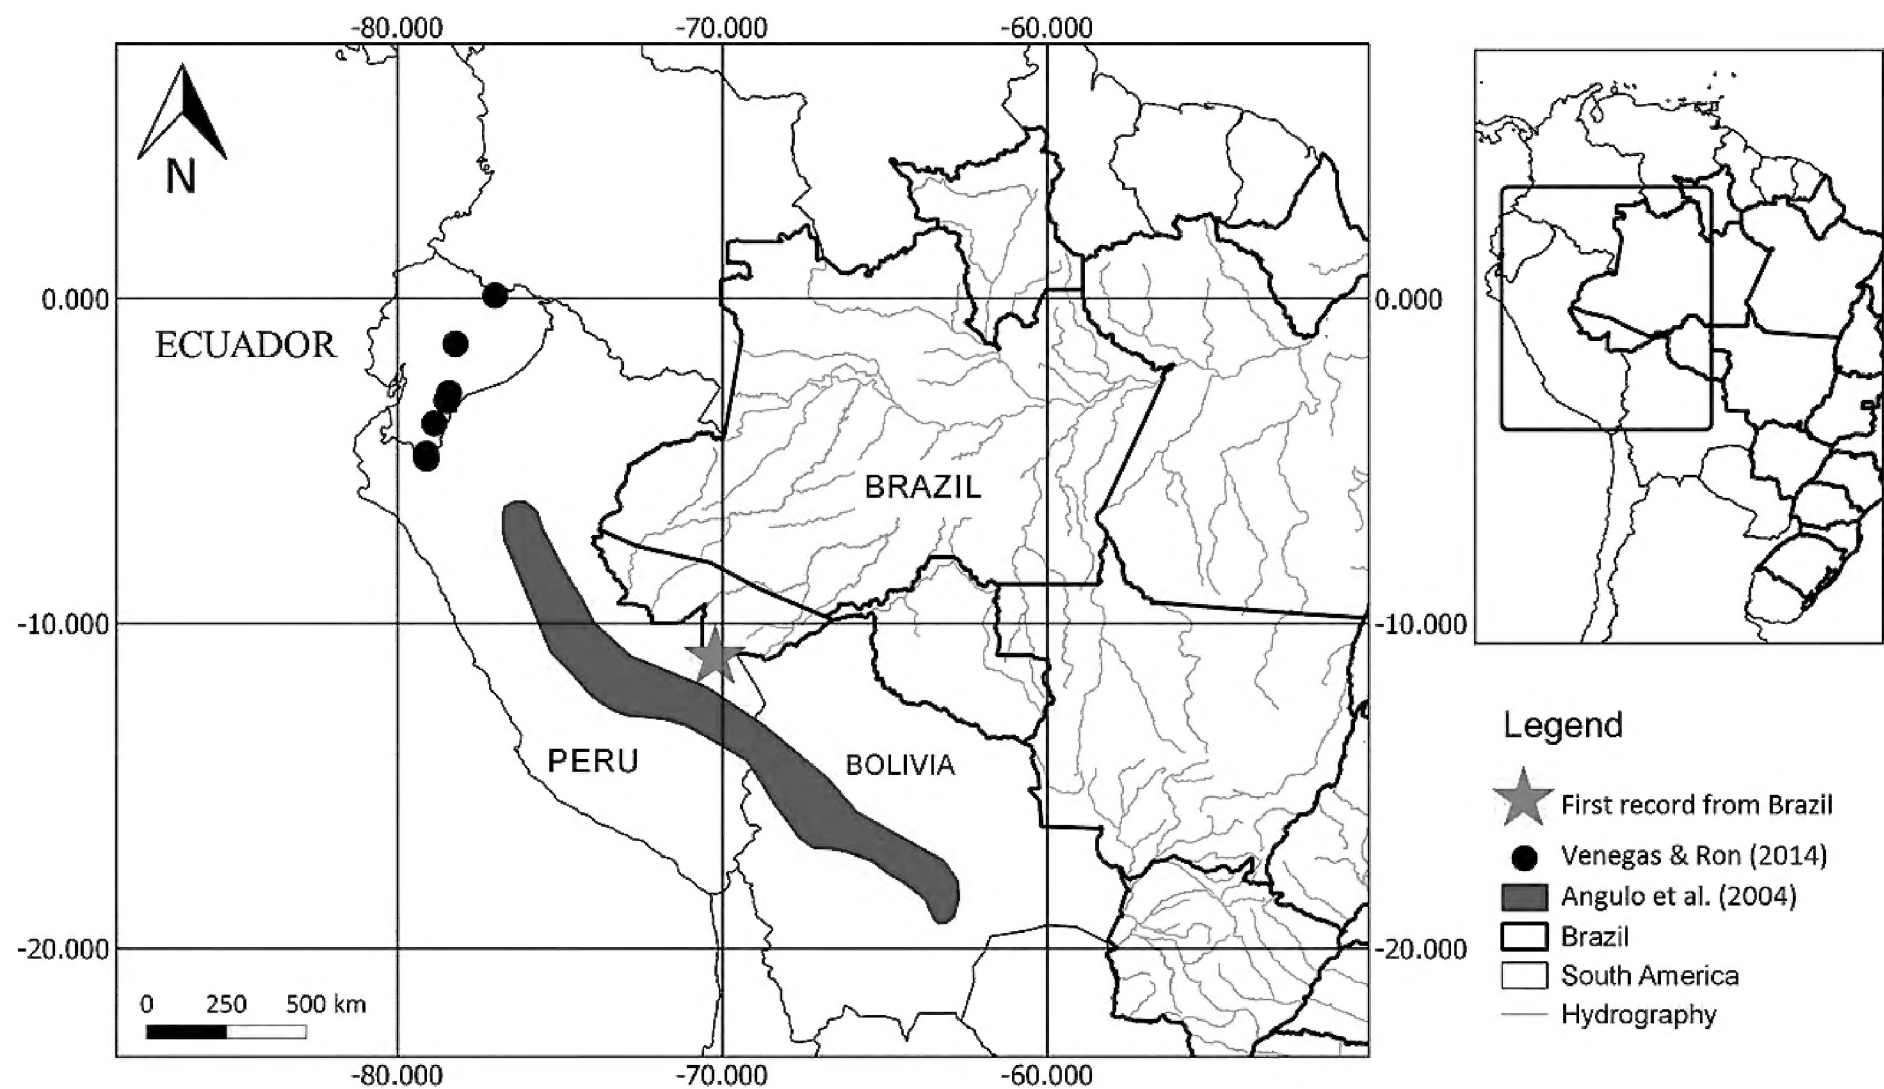 -80.000 -70.000 -60.000
N
0.000 0.000
ECUADOR
BRAZIL
-10.000 -10.000
PERU
BOLIVIA
-20.000 -20.000
0 250 500 km
-80.000 -70.000 -60.000
Legend
First record from Brazil
Venegas & Ron (2014)
Angulo et al. (2004)
Brazil
South America
Hydrography